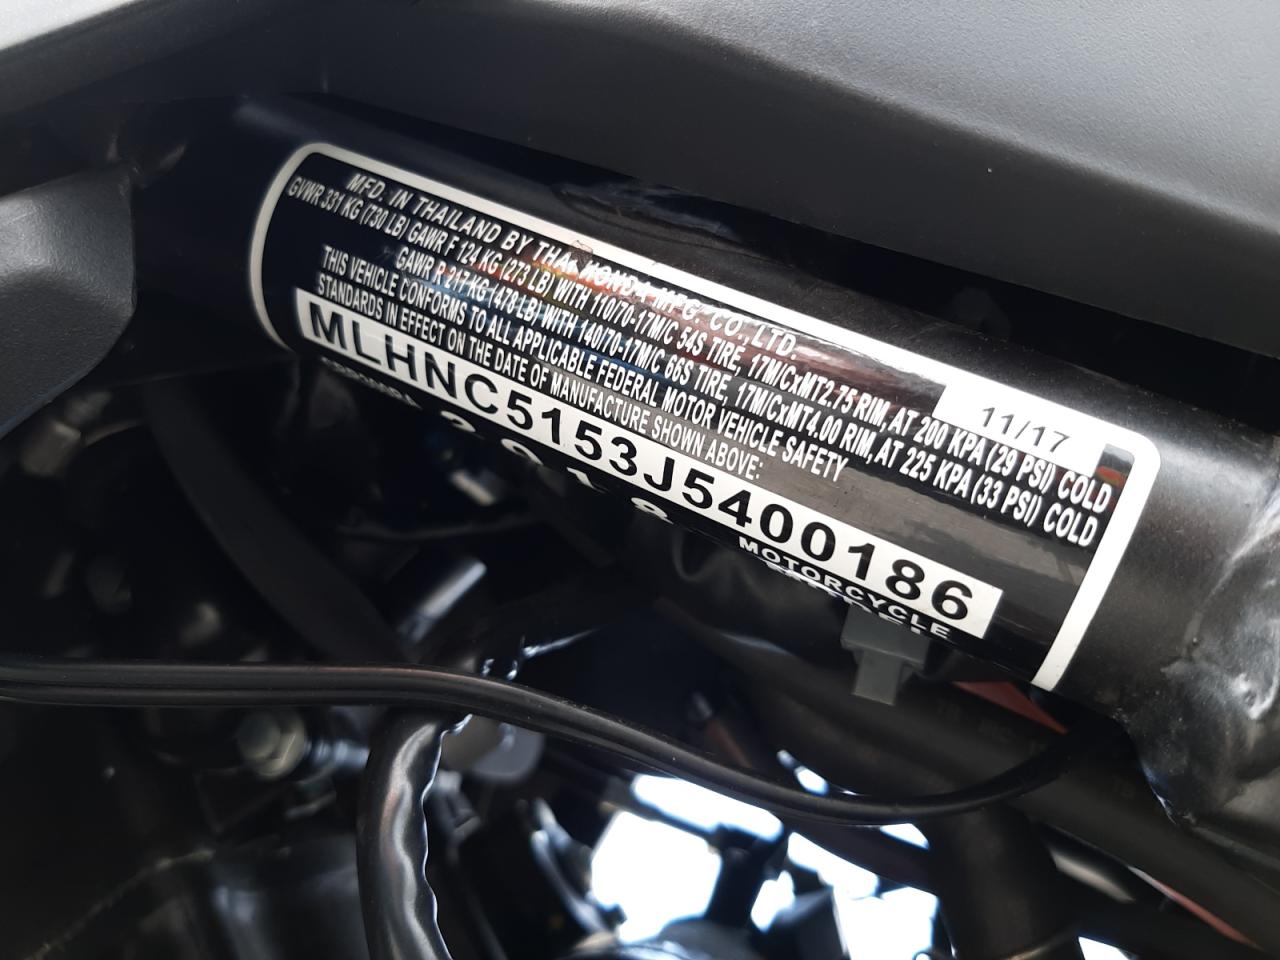 MFD. IN THAILAND BY THAI HONDA MFG. CO., LTD.
11/17
GVWR 331 KG (730 LB) GAWR F 124 KG (273 LB) WITH 110/70-17M/C 54S TIRE, 17M/CxMT2.75 RIM, AT 200 KPA (29 PSI) COLD
GAWR R 217 KG (478 LB) WITH 140/70-17M/C 66S TIRE, 17M/CxMT4.00 RIM, AT 225 KPA (33 PSI) COLD
THIS VEHICLE CONFORMS TO ALL APPLICABLE FEDERAL MOTOR VEHICLE SAFETY
STANDARDS IN EFFECT ON THE DATE OF MANUFACTURE SHOWN ABOVE:
MLHNC5153J5400186
MOTORCYCLE
2018